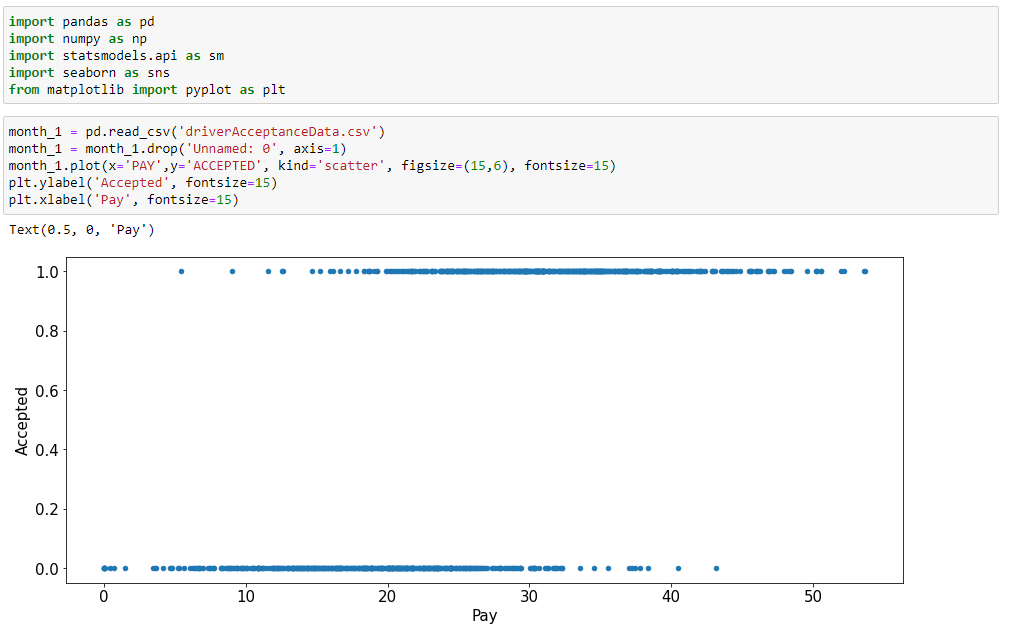 import pandas as pd
import numpy as np
import statsmodels.api as sm
import seaborn as sns
from matplotlib import pyplot as plt
month_1 = pd.read_csv('driverAcceptanceData.csv')
month_1 = month_1.drop('Unnamed: 0', axis=1)
month_1.plot(x='PAY',y='ACCEPTED', kind='scatter', figsize=(15,6), fontsize=15)
plt.ylabel('Accepted', fontsize=15)
plt.xlabel('Pay', fontsize=15)
Text(0.5, 0, 'Pay')
1.0
0.8
0.6
0.4
0.2
0.0
Accepted
0 10 20 30 40 50
Pay